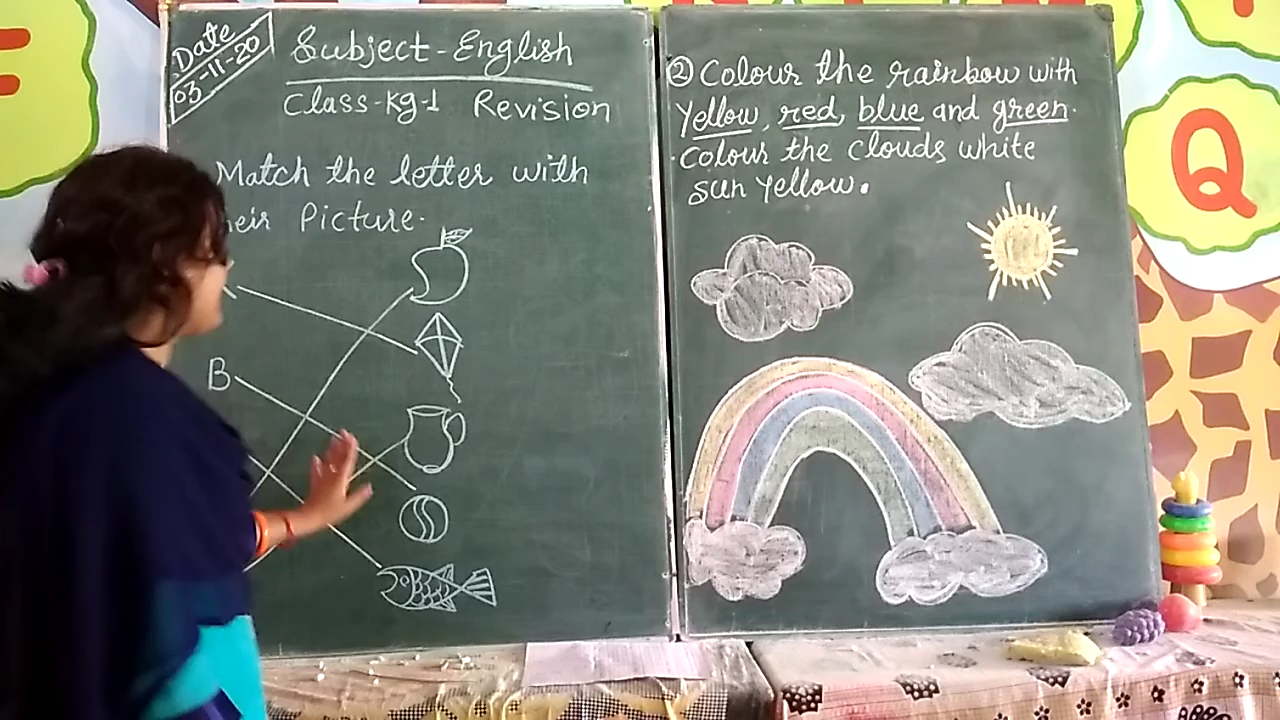 Date
03-11-20
Subject-English
Class-kg-1 Revision
Match the letter with
Picture.
B
② Colour the rainbow with
Yellow, red, blue and green.
Colour the clouds white
sun yellow.
Q